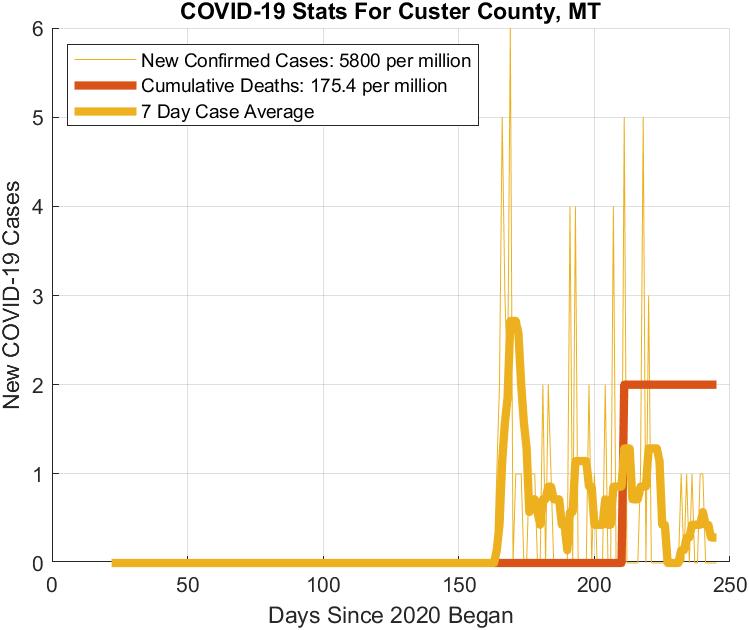 COVID-19 Stats For Custer County, MT
New Confirmed Cases: 5800 per million
Cumulative Deaths: 175.4 per million
7 Day Case Average
New COVID-19 Cases
6
5
4
3
2
1
0
0 50 100 150 200 250
Days Since 2020 Began